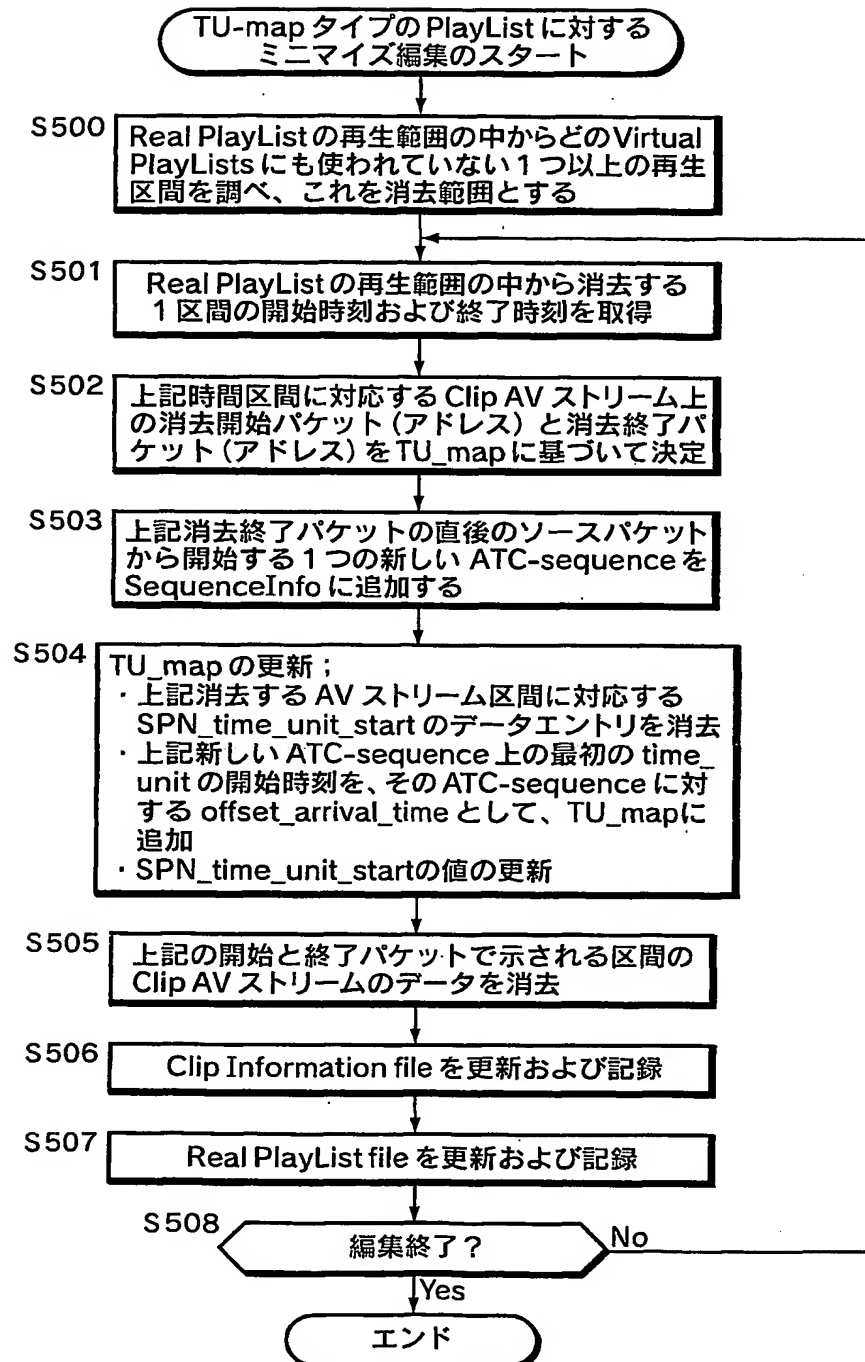 TU-map タイプの PlayList に対する
ミニマイズ編集のスタート
S500
Real PlayList の再生範囲の中からどの Virtual
PlayLists にも使われていない 1 つ以上の再生
区間を調べ、これを消去範囲とする
S501
Real PlayList の再生範囲の中から消去する
1 区間の開始時刻および終了時刻を取得
S502
上記時間区間に対応する Clip AV ストリーム上
の消去開始パケット (アドレス) と消去終了パ
ケット (アドレス) を TU_map に基づいて決定
S503
上記消去終了パケットの直後のソースパケット
から開始する 1 つの新しい ATC-sequence を
SequenceInfo に追加する
S504
TU_map の更新 ;
・上記消去する AV ストリーム区間に対応する
SPN_time_unit_start のデータエントリを消去
・上記新しい ATC-sequence 上の最初の time_
unit の開始時刻を、その ATC-sequence に対
する offset_arrival_time として、TU_mapに
追加
・SPN_time_unit_startの値の更新
S505
上記の開始と終了パケットで示される区間の
Clip AV ストリームのデータを消去
S506
Clip Information file を更新および記録
S507
Real PlayList file を更新および記録
S508
編集終了？
No
Yes
エンド